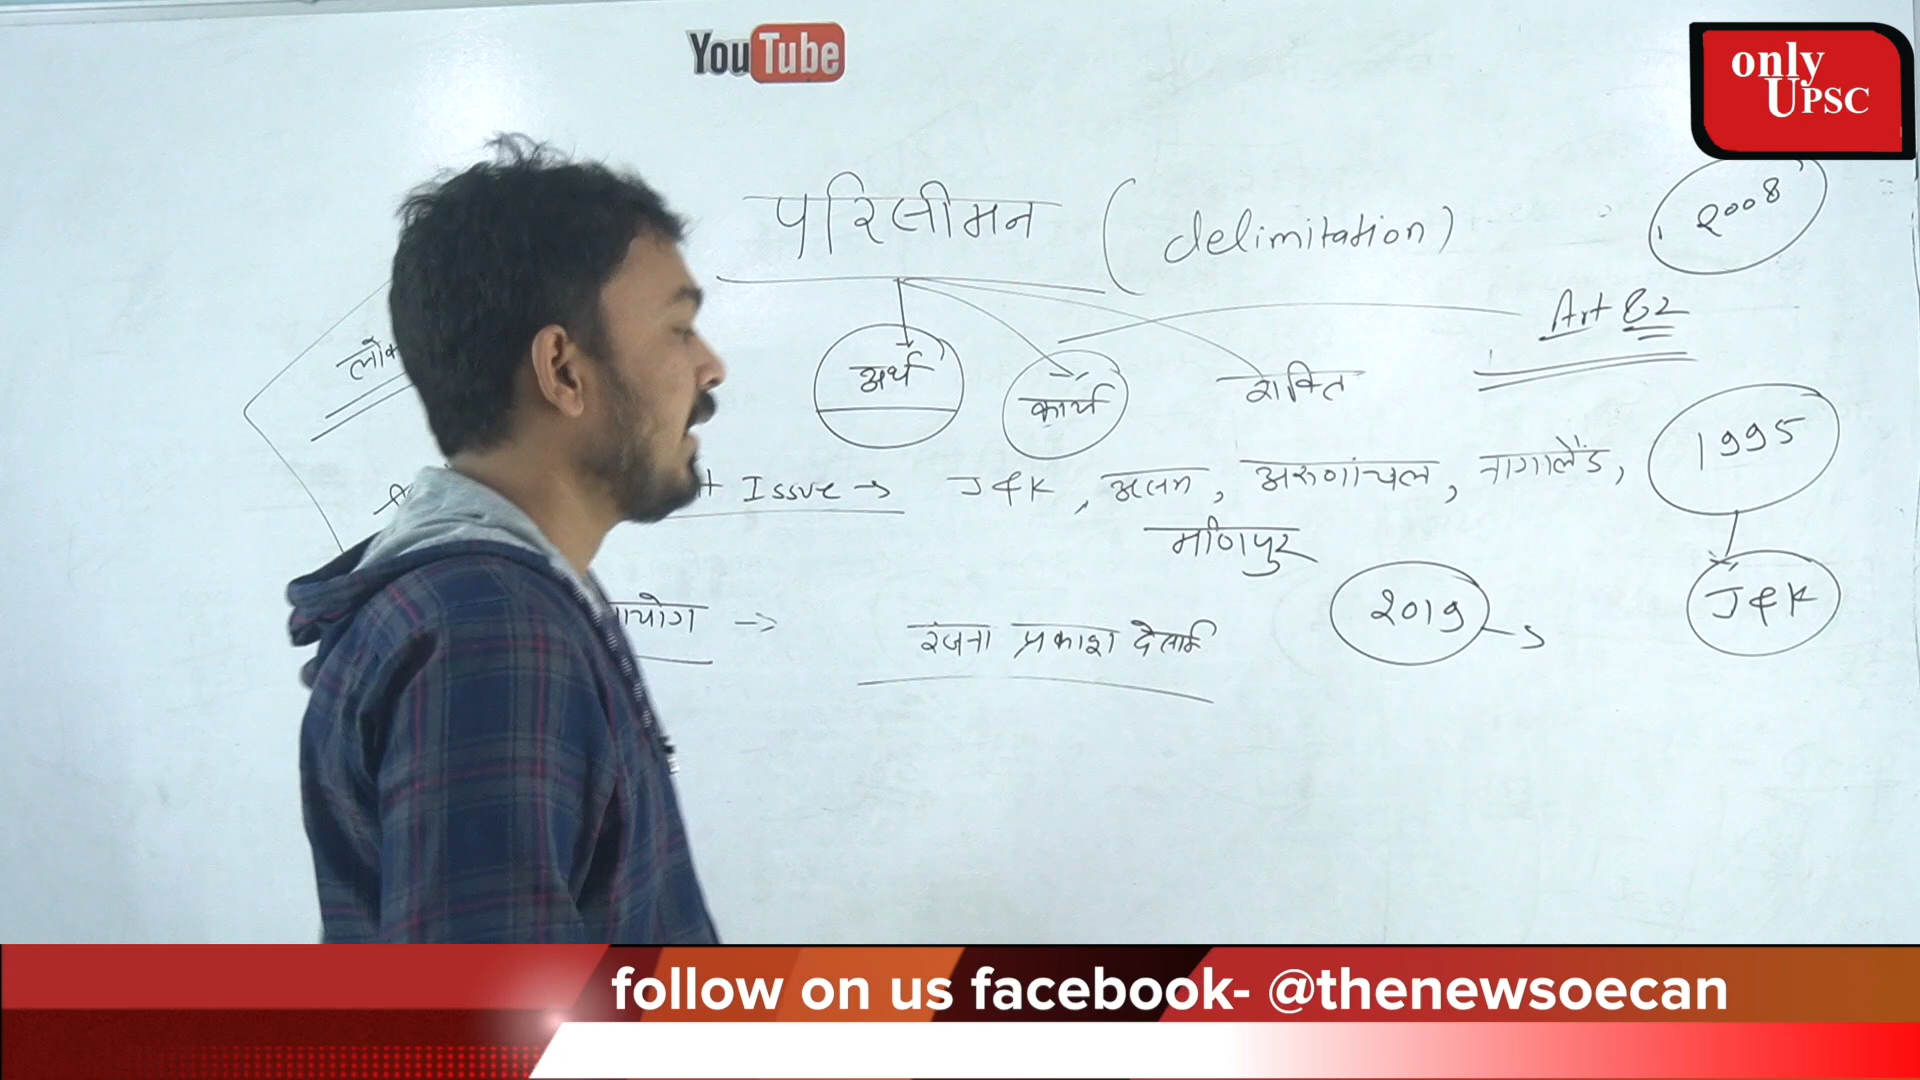 YouTube
only
UPSC
परिसीमन (delimitation)
2008
Art 82
लोक
अर्थ
कार्य
शक्ति
1995
Issue → J&K, असम, अरुणांचल, नागालैंड,
मणिपुर
J&K
2019 →
→ रंजना प्रकाश देसाई
follow on us facebook- @thenewsoecan